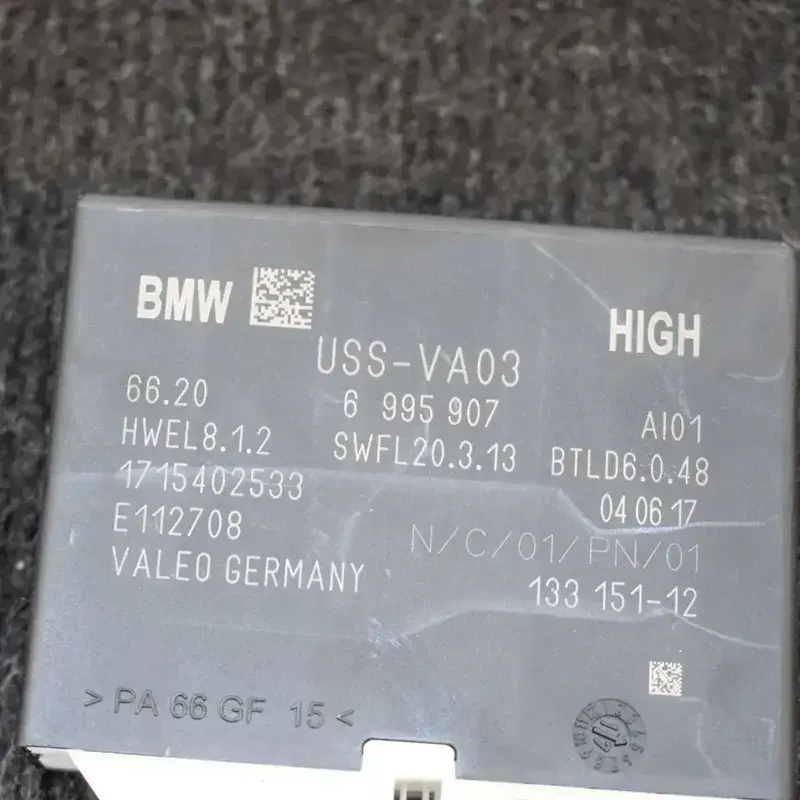 BMW
HIGH
USS-VA03
66.20
6 995 907
AI01
HWEL8.1.2
SWFL20.3.13
BTLD6.0.48
1715402533
04 06 17
E112708
N/C/01/PN/01
VALEO GERMANY
133 151-12
>PA 66 GF 15<